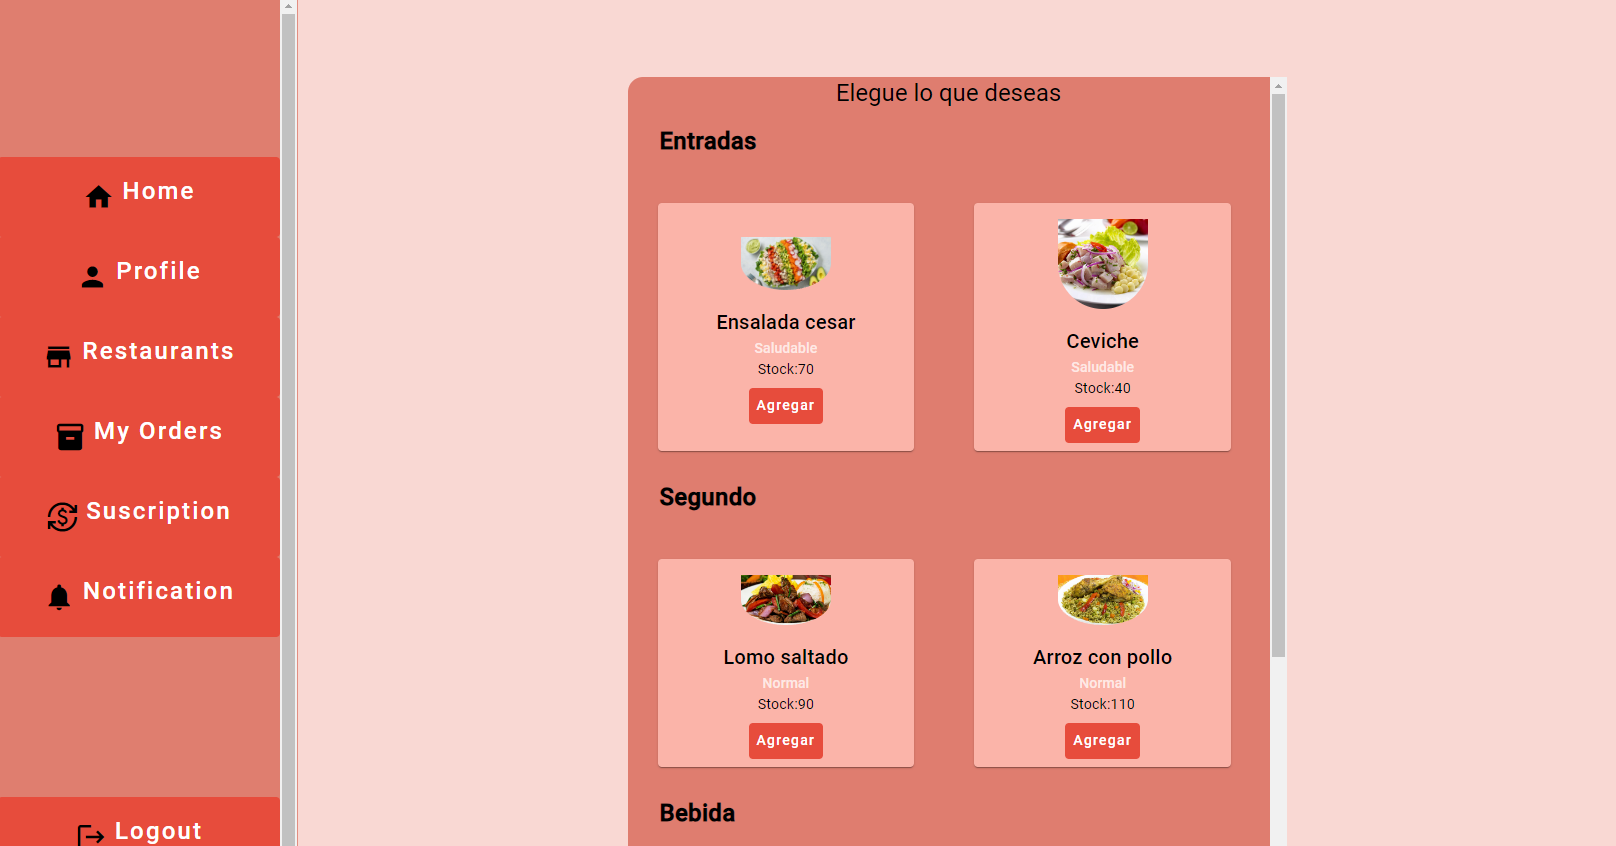 Home
Profile
Restaurants
My Orders
Suscription
Notification
Logout
Elegue lo que deseas
Entradas
Ensalada cesar
Saludable
Stock:70
Agregar
Ceviche
Saludable
Stock:40
Agregar
Segundo
Lomo saltado
Normal
Stock:90
Agregar
Arroz con pollo
Normal
Stock:110
Agregar
Bebida